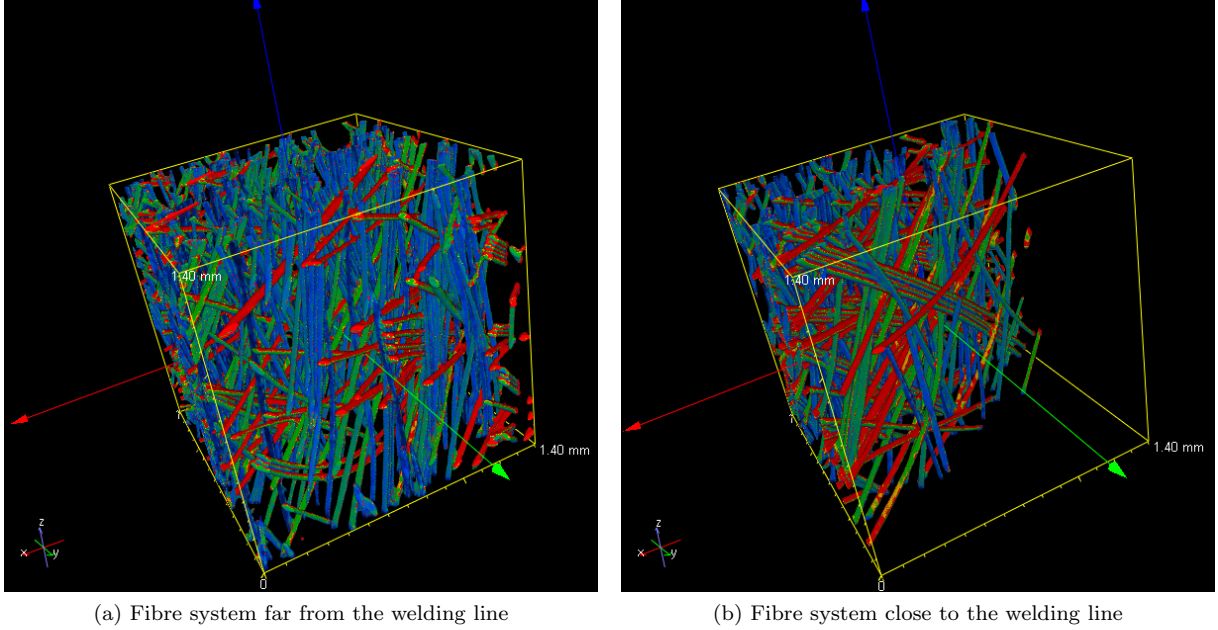 1.40 mm
1.40 mm
0
z
x
y
1.40 mm
1.40 mm
0
z
x
y
(a) Fibre system far from the welding line
(b) Fibre system close to the welding line